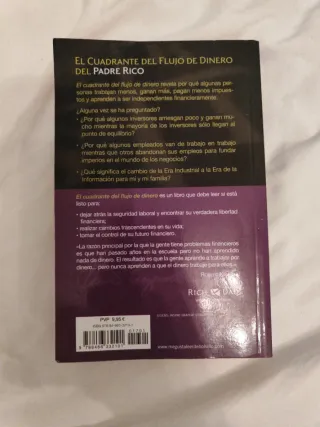 EL CUADRANTE DEL FLUJO DE DINERO
DEL PADRE RICO
El cuadrante del flujo de dinero revela por qué algunas per-
sonas trabajan menos, ganan más, pagan menos impues-
tos y aprenden a ser independientes financieramente.
¿Alguna vez se ha preguntado?
• ¿Por qué algunos inversores arriesgan poco y ganan mu-
cho mientras la mayoría de los inversores sólo llegan al
punto de equilibrio?
• ¿Por qué algunos empleados van de trabajo en trabajo
mientras que otros abandonan sus empleos para fundar
imperios en el mundo de los negocios?
• ¿Qué significa el cambio de la Era Industrial a la Era de la
Información para mí y mi familia?
El cuadrante del flujo de dinero es un libro que debe leer si está
listo para:
• dejar atrás la seguridad laboral y encontrar su verdadera libertad
financiera;
• realizar cambios trascendentales en su vida;
• tomar el control de su futuro financiero.
«La razón principal por la que la gente tiene problemas financieros
es que han pasado años en la escuela pero no han aprendido
nada de dinero. El resultado es que la gente aprende a trabajar por
dinero... pero nunca aprenden a que el dinero trabaje para ellos.»
RICH
PVP 9,95 €